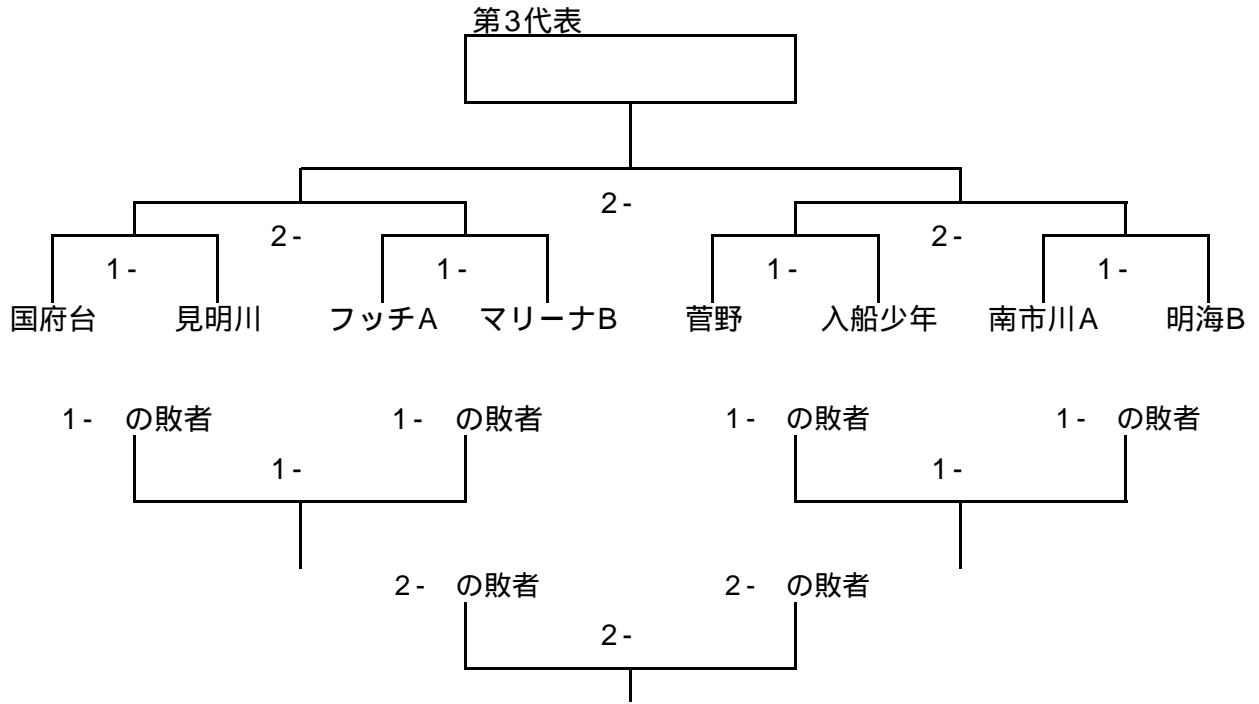 第3代表
2-
2- 2-
1- 1- 1- 1-
国府台 見明川 フッチA マリーナB 菅野 入船少年 南市川A 明海B
1- の敗者 1- の敗者 1- の敗者 1- の敗者
1- 1-
2- の敗者 2- の敗者
2-